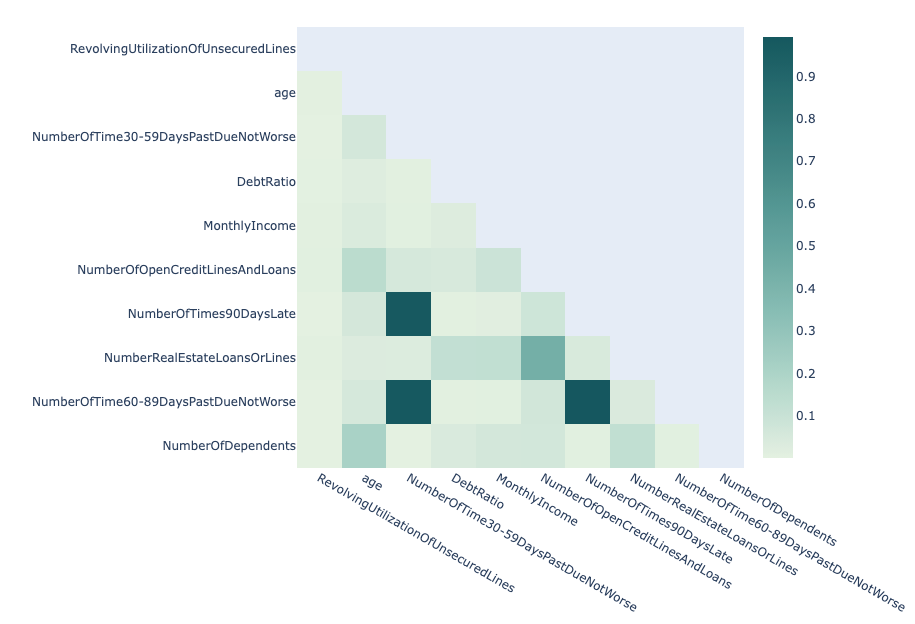 RevolvingUtilizationOfUnsecuredLines
age
NumberOfTime30-59DaysPastDueNotWorse
DebtRatio
MonthlyIncome
NumberOfOpenCreditLinesAndLoans
NumberOfTimes90DaysLate
NumberRealEstateLoansOrLines
NumberOfTime60-89DaysPastDueNotWorse
NumberOfDependents
RevolvingUtilizationOfUnsecuredLines
age
NumberOfTime30-59DaysPastDueNotWorse
DebtRatio
MonthlyIncome
NumberOfOpenCreditLinesAndLoans
NumberOfTimes90DaysLate
NumberRealEstateLoansOrLines
NumberOfTime60-89DaysPastDueNotWorse
NumberOfDependents
0.9
0.8
0.7
0.6
0.5
0.4
0.3
0.2
0.1